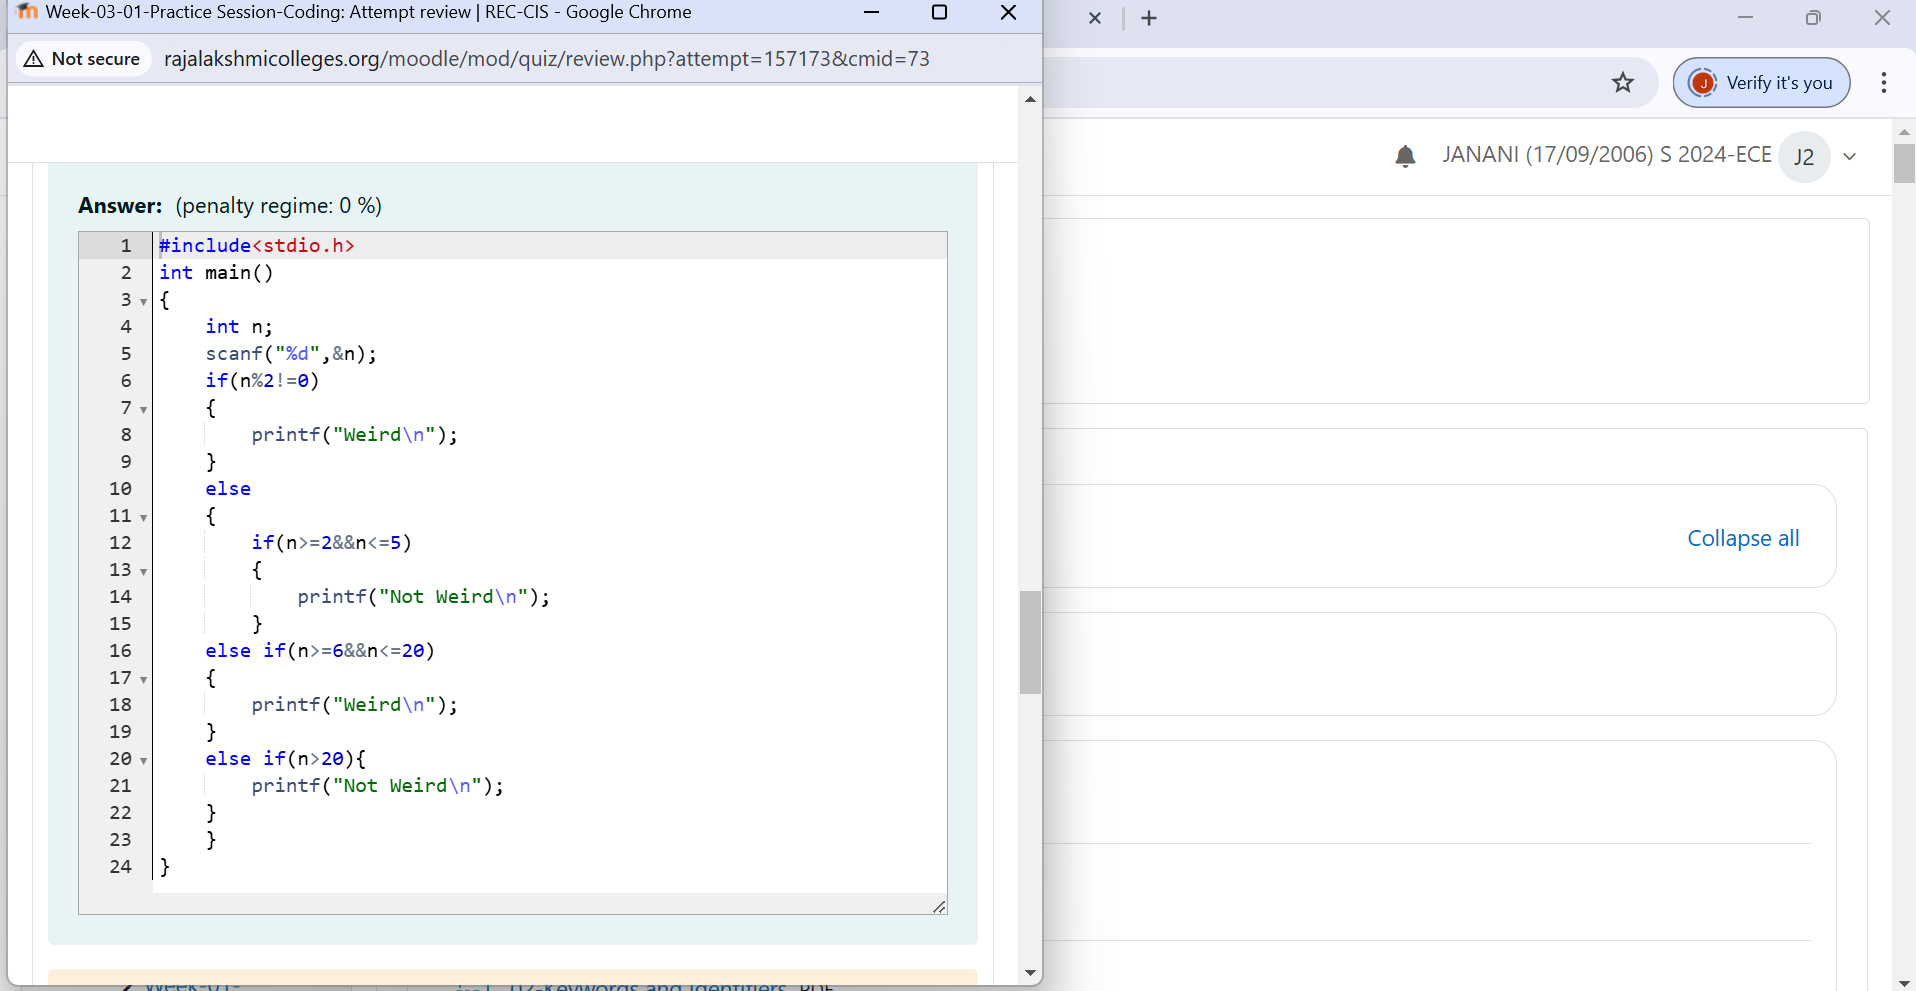 Week-03-01-Practice Session-Coding: Attempt review | REC-CIS - Google Chrome
Not secure rajalakshmicolleges.org/moodle/mod/quiz/review.php?attempt=157173&cmid=73
J Verify it's you
JANANI (17/09/2006) S 2024-ECE J2
Answer: (penalty regime: 0 %)
1 #include<stdio.h>
2 int main()
3 {
4     int n;
5     scanf("%d",&n);
6     if(n%2!=0)
7     {
8         printf("Weird\n");
9     }
10     else
11     {
12         if(n>=2&&n<=5)
13         {
14             printf("Not Weird\n");
15         }
16     else if(n>=6&&n<=20)
17     {
18         printf("Weird\n");
19     }
20     else if(n>20){
21         printf("Not Weird\n");
22     }
23     }
24 }
Collapse all
02-Keywords and Identifiers PDF